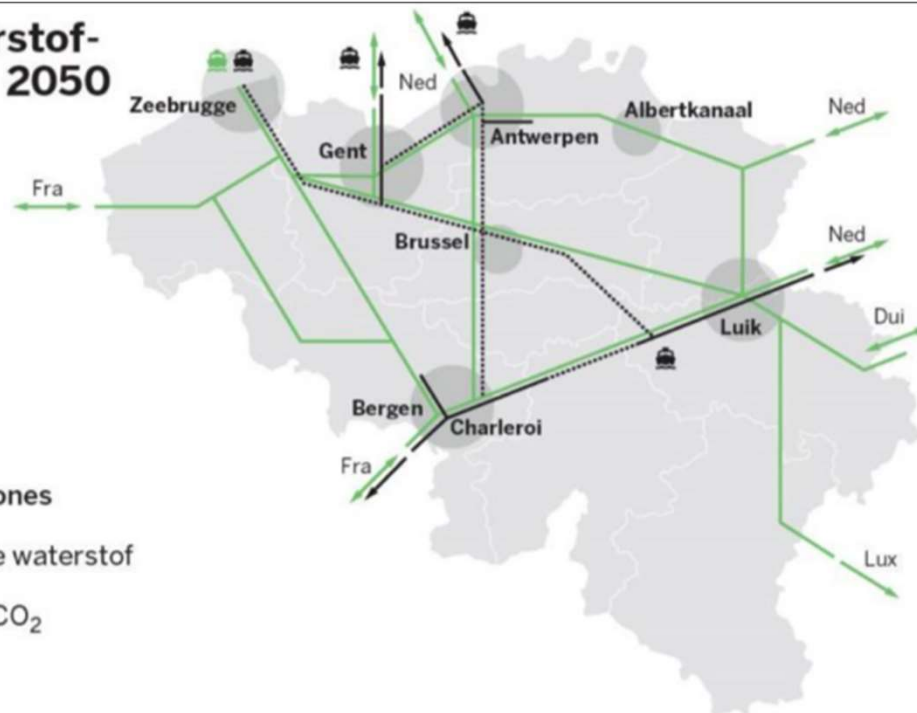 rstof-
2050
Zeebrugge
Ned
Gent
Antwerpen
Albertkanaal
Ned
Fra
Brussel
Ned
Luik
Dui
Bergen
Charleroi
Fra
ones
e waterstof
CO₂
Lux